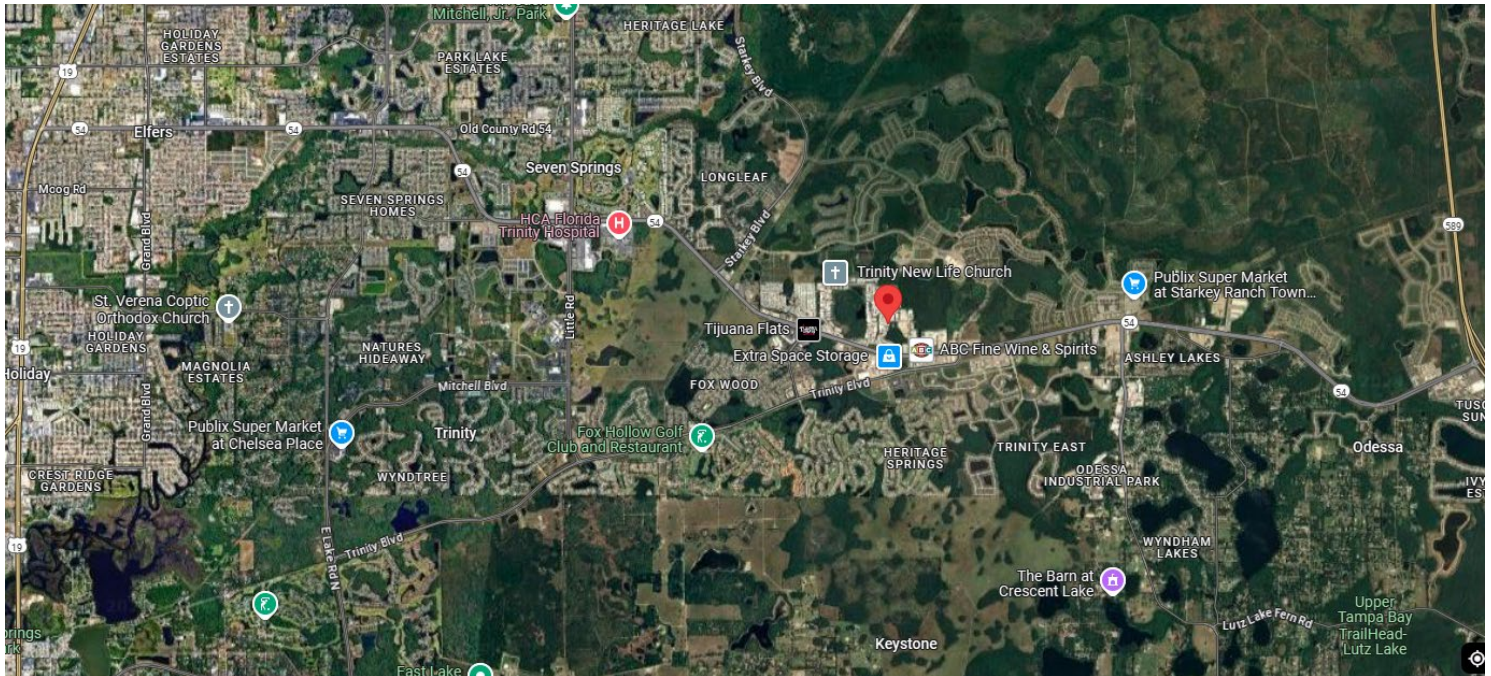 Mitchell, Jr., Park
HERITAGE LAKE
HOLIDAY
GARDENS
ESTATES
PARK LAKE
ESTATES
19
Starkey Blvd
54
Elfers
54
Old County Rd 54
Seven Springs
54
LONGLEAF
Mcog Rd
SEVEN SPRINGS
HOMES
HCA Florida
Trinity Hospital
H
54
Starkey Blvd
589
Grand Blvd
Trinity New Life Church
Publix Super Market
at Starkey Ranch Town...
St. Verena Coptic
Orthodox Church
Little Rd
Tijuana Flats
54
HOLIDAY
GARDENS
19
NATURES
HIDEAWAY
Extra Space Storage
ABC
ABC Fine Wine & Spirits
ASHLEY LAKES
Holiday
MAGNOLIA
ESTATES
Mitchell Blvd
FOX WOOD
Trinity Blvd
54
Grand Blvd
Publix Super Market
at Chelsea Place
Trinity
Fox Hollow Golf
Club and Restaurant
HERITAGE
SPRINGS
TRINITY EAST
Odessa
CREST RIDGE
GARDENS
WYNDTREE
ODESSA
INDUSTRIAL PARK
19
E Lake Rd N
Trinity Blvd
WYNDHAM
LAKES
The Barn at
Crescent Lake
Upper
Tampa Bay
TrailHead-
Lutz Lake
Lutz Lake Fern Rd
Keystone
East Lake